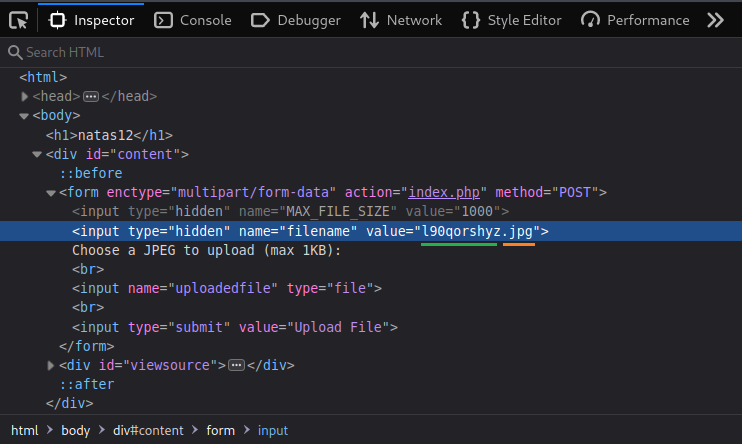 Inspector Console Debugger Network Style Editor Performance
Search HTML
<html>
<head></head>
<body>
<h1>natas12</h1>
<div id="content">
::before
<form enctype="multipart/form-data" action="index.php" method="POST">
<input type="hidden" name="MAX_FILE_SIZE" value="1000">
<input type="hidden" name="filename" value="l90qorshyz.jpg">
Choose a JPEG to upload (max 1KB):
<br>
<input name="uploadedfile" type="file">
<br>
<input type="submit" value="Upload File">
</form>
<div id="viewsource"></div>
::after
</div>
html > body > div#content > form > input